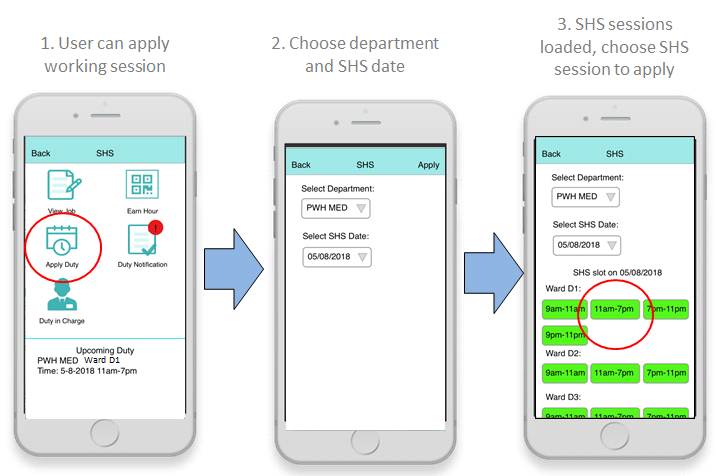 1. User can apply
working session
2. Choose department
and SHS date
3. SHS sessions
loaded, choose SHS
session to apply
Back SHS
View Job Earn Hour
!
Apply Duty Duty Notification
Duty in Charge
Upcoming Duty
PWH MED Ward D1
Time: 5-8-2018 11am-7pm
Back SHS Apply
Select Department:
PWH MED
Select SHS Date:
05/08/2018
Back SHS
Select Department:
PWH MED
Select SHS Date:
05/08/2018
SHS slot on 05/08/2018
Ward D1:
9am-11am 11am-7pm 7pm-11pm
9pm-11pm
Ward D2:
9am-11am 11am-7pm 7pm-11pm
Ward D3:
9am-11am 11am-7pm 7pm-11pm